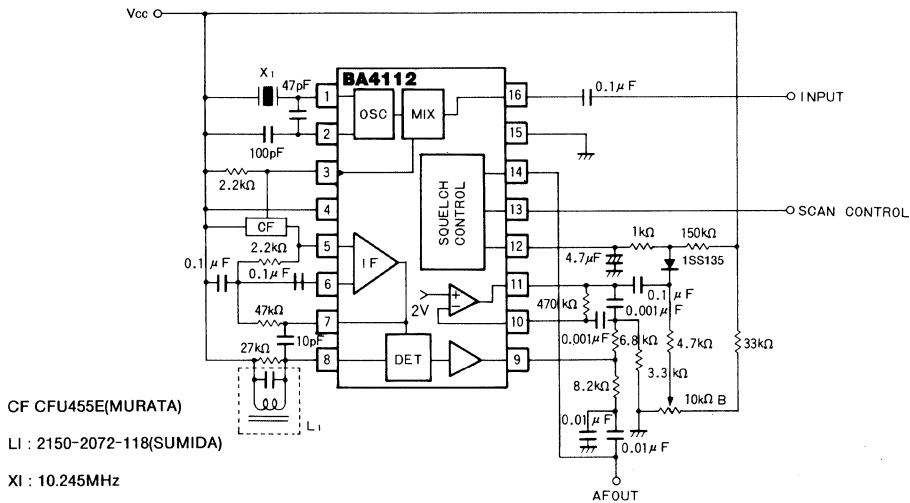 Vcc
X1
47pF
BA4112
0.1μF
INPUT
1
OSC
MIX
16
2
15
100pF
3
14
2.2kΩ
SQUELCH CONTROL
4
13
SCAN CONTROL
CF
1kΩ
150kΩ
2.2kΩ
5
12
0.1μF
IF
4.7μF
1SS135
0.1μF
6
11
2V
+
−
470kΩ
0.1μF
0.001μF
47kΩ
7
10
10pF
0.001μF
6.8kΩ
4.7kΩ
33kΩ
27kΩ
8
DET
9
3.3kΩ
8.2kΩ
10kΩB
L1
0.01μF
0.01μF
AFOUT
CF CFU455E(MURATA)
LI : 2150-2072-118(SUMIDA)
XI : 10.245MHz